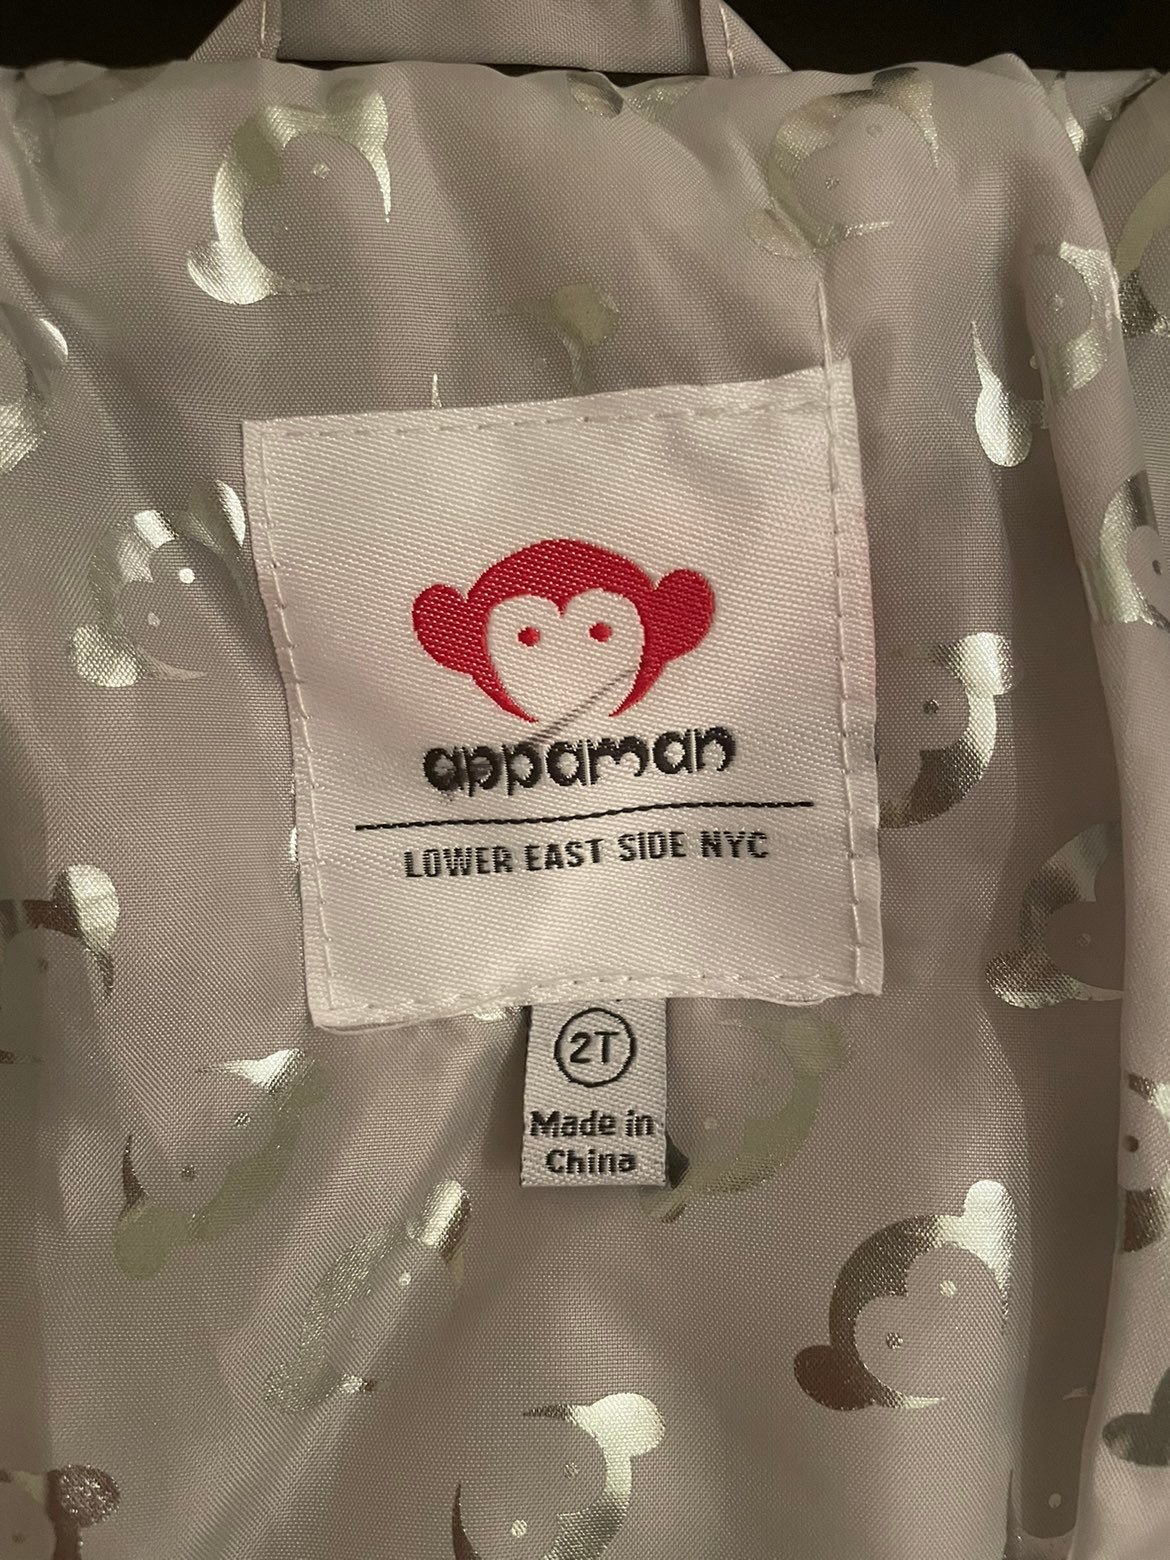 appaman
LOWER EAST SIDE NYC
2T
Made in
China